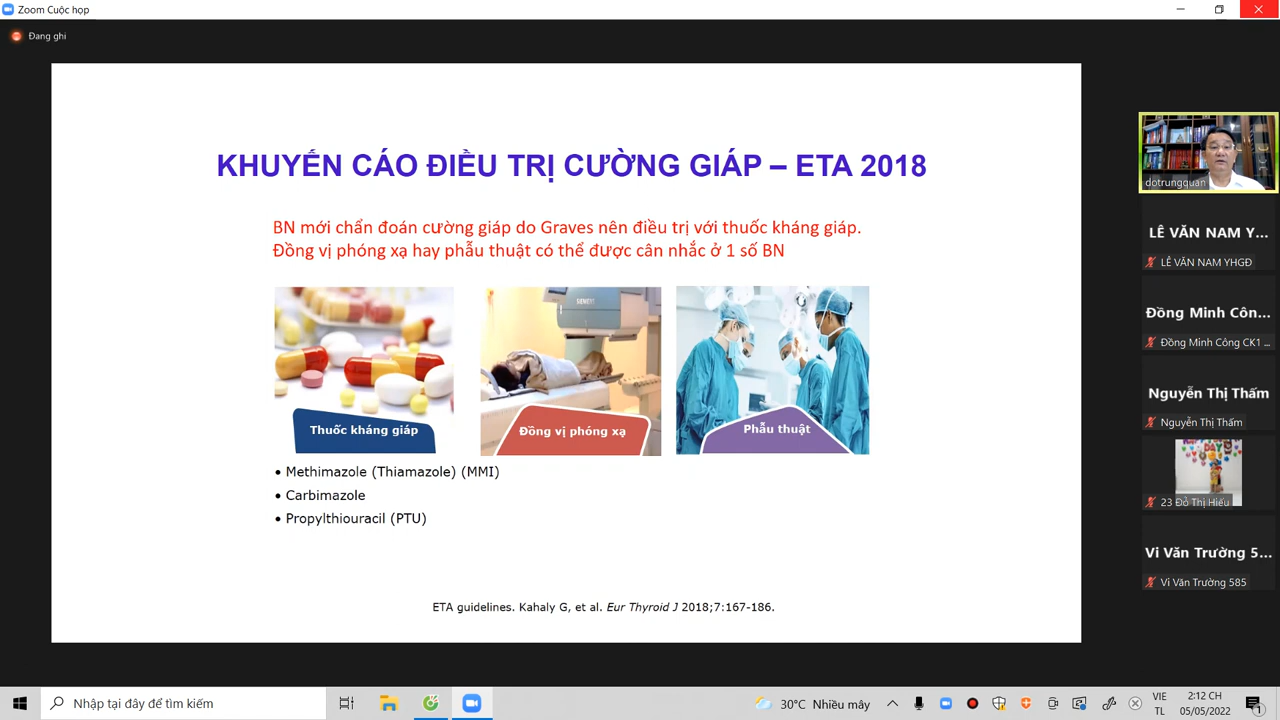 Zoom Cuộc họp
Đang ghi
KHUYẾN CÁO ĐIỀU TRỊ CƯỜNG GIÁP – ETA 2018
BN mới chẩn đoán cường giáp do Graves nên điều trị với thuốc kháng giáp.
Đồng vị phóng xạ hay phẫu thuật có thể được cân nhắc ở 1 số BN
SIEMENS
Thuốc kháng giáp
Đồng vị phóng xạ
Phẫu thuật
• Methimazole (Thiamazole) (MMI)
• Carbimazole
• Propylthiouracil (PTU)
ETA guidelines. Kahaly G, et al. Eur Thyroid J 2018;7:167-186.
dotrungquan
LÊ VĂN NAM Y...
LÊ VĂN NAM YHGĐ
Đồng Minh Côn...
Đồng Minh Công CK1 ...
Nguyễn Thị Thấm
Nguyễn Thị Thấm
23 Đỗ Thị Hiếu
Vi Văn Trường 5...
Vi Văn Trường 585
Nhập tại đây để tìm kiếm
30°C Nhiều mây
VIE
TL
2:12 CH
05/05/2022
1